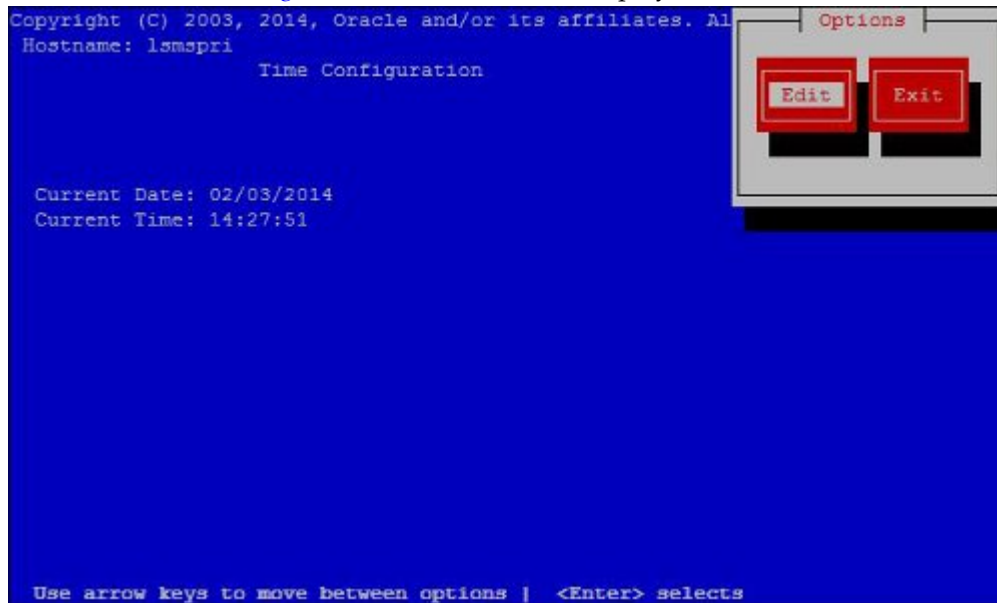 Copyright (C) 2003, 2014, Oracle and/or its affiliates. Al
Options
Hostname: lsmspri
Time Configuration
Edit
Exit
Current Date: 02/03/2014
Current Time: 14:27:51
Use arrow keys to move between options | <Enter> selects